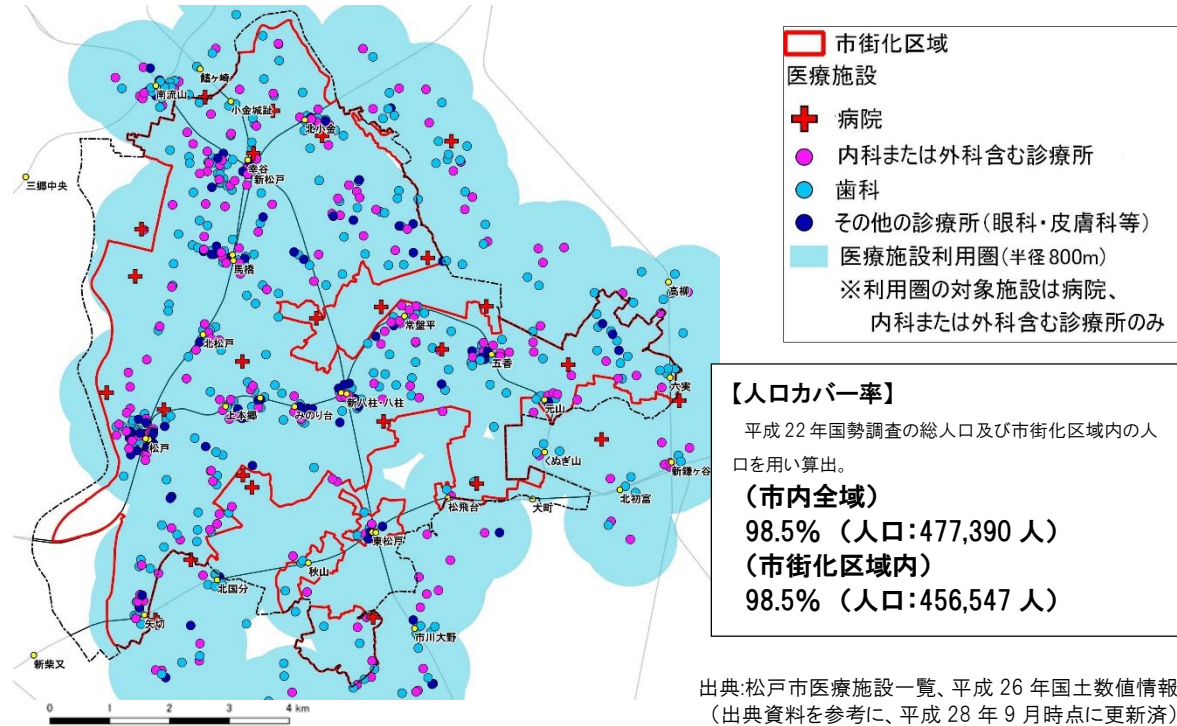 鰭ヶ崎
南流山
小金城趾
北小金
幸谷
新松戸
三郷中央
馬橋
高柳
常盤平
北松戸
五香
六実
元山
上本郷
みのり台
新八柱・八柱
松戸
くぬぎ山
新鎌ヶ谷
北初富
松飛台
大町
東松戸
秋山
北国分
矢切
市川大野
新柴又
0 1 2 3 4 km
市街化区域
医療施設
病院
内科または外科含む診療所
歯科
その他の診療所(眼科・皮膚科等)
医療施設利用圏(半径800m)
※利用圏の対象施設は病院、
内科または外科含む診療所のみ
【人口カバー率】
平成22年国勢調査の総人口及び市街化区域内の人
口を用い算出。
(市内全域)
98.5% (人口:477,390人)
(市街化区域内)
98.5% (人口:456,547人)
出典:松戸市医療施設一覧、平成26年国土数値情報
(出典資料を参考に、平成28年9月時点に更新済)